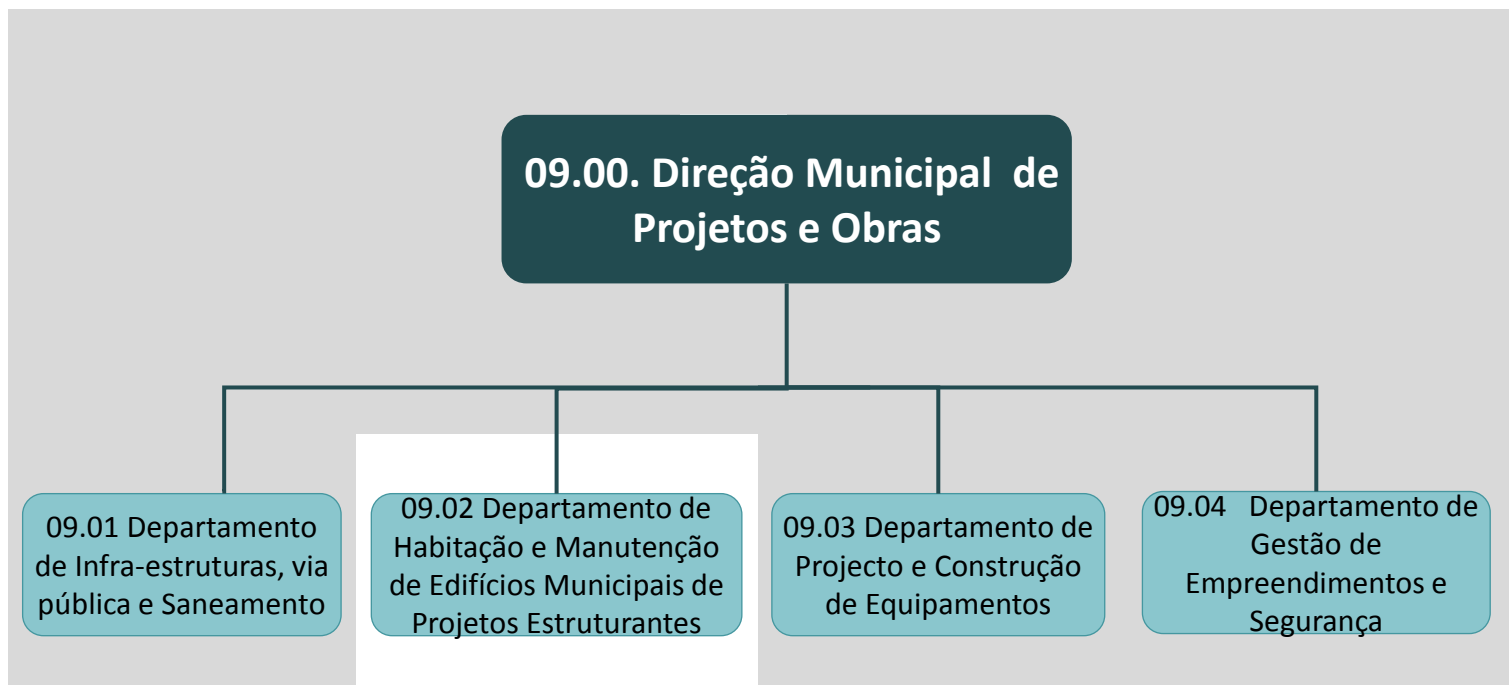 09.00. Direção Municipal  de
Projetos e Obras
09.01 Departamento
de Infra-estruturas, via
pública e Saneamento
09.02 Departamento de
Habitação e Manutenção
de Edifícios Municipais de
Projetos Estruturantes
09.03 Departamento de
Projecto e Construção
de Equipamentos
09.04   Departamento de
Gestão de
Empreendimentos e
Segurança